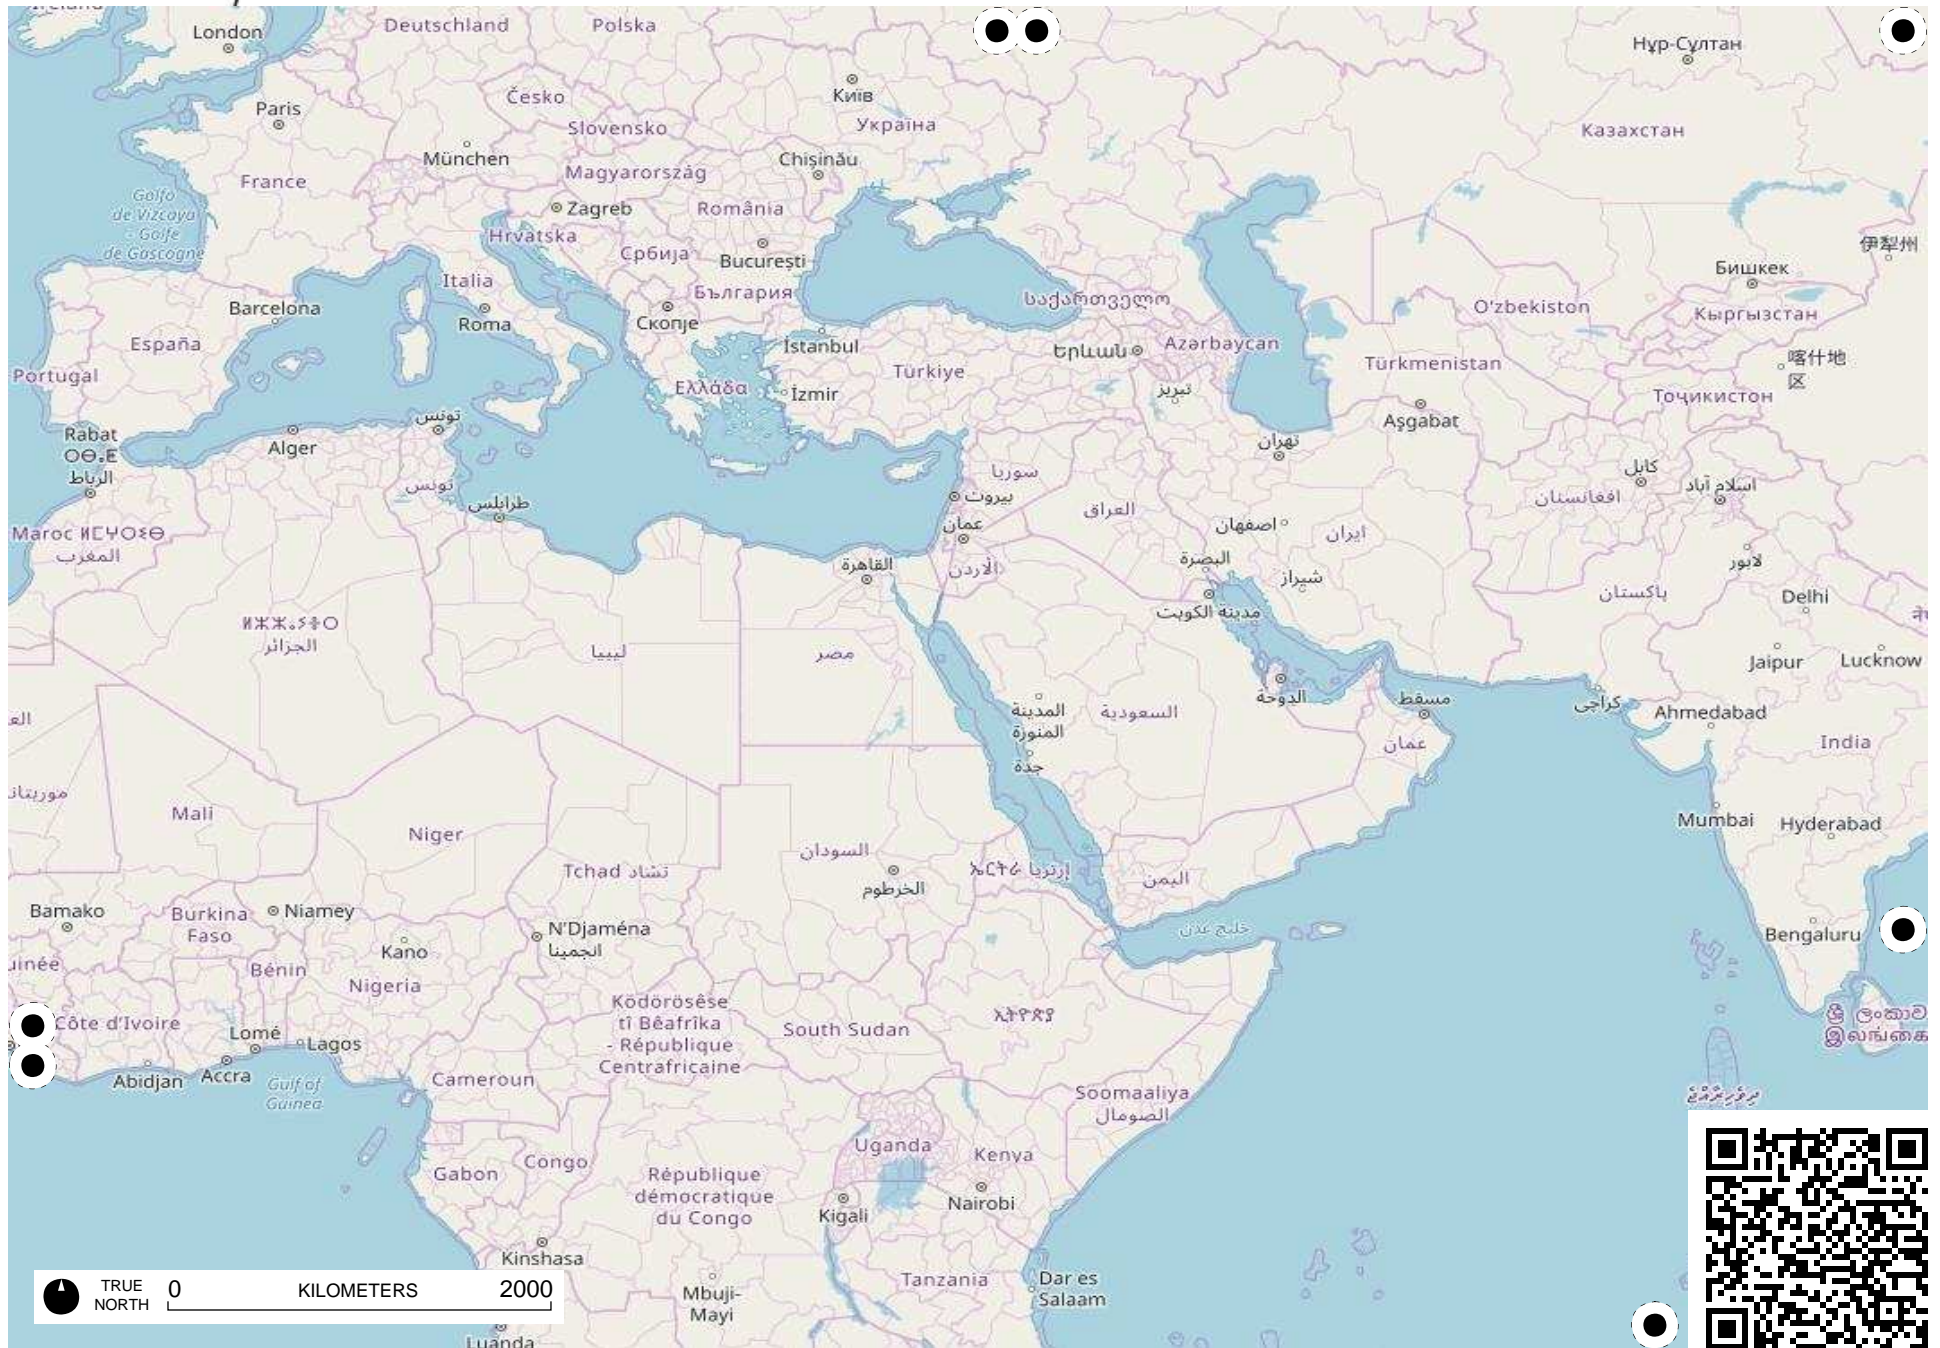 London
Deutschland
Polska
Нұр-Сұлтан
Paris
Česko
Київ
Україна
Казахстан
Slovensko
München
Chișinău
Magyarország
France
Golfo
de Vizcaya
- Golfe
de Gascogne
Zagreb
România
Hrvatska
Србија
București
伊犁州
Бишкек
Italia
България
საქართველო
O'zbekiston
Кыргызстан
Barcelona
Roma
Скопје
España
İstanbul
Երևան
Azərbaycan
喀什地
区
Portugal
Ελλάδα
Türkiye
Türkmenistan
İzmir
تبریز
Тоҷикистон
تونس
Aşgabat
Rabat
ⵔⴱⴰⵟ
الرباط
Alger
تهران
سوريا
کابل
اسلام آباد
تونس
بيروت
افغانستان
طرابلس
العراق
عمان
اصفهان
ایران
Maroc ⵍⵎⵖⵔⵉⴱ
المغرب
القاهرة
الأردن
البصرة
شیراز
لاہور
مدينة الكويت
پاکستان
Delhi
ⵍⵣⵣⴰⵢⴻⵔ
الجزائر
ليبيا
مصر
Jaipur
Lucknow
المدينة
المنورة
السعودية
الدوحة
مسقط
کراچی
Ahmedabad
عمان
India
جدة
Mali
Niger
Mumbai
Hyderabad
السودان
Tchad تشاد
ኤርትራ إرتريا
اليمن
الخرطوم
Bamako
Burkina
Faso
Niamey
N'Djaména
انجمينا
خليج عدن
Bengaluru
Kano
Bénin
Nigeria
Ködörösêse
tî Bêafrîka
- République
Centrafricaine
South Sudan
ኢትዮጵያ
Côte d'Ivoire
Lomé
Lagos
Abidjan
Accra
Gulf of
Guinea
Cameroun
Soomaaliya
الصومال
ދިވެހިރާއްޖެ
Uganda
Kenya
Gabon
Congo
République
démocratique
du Congo
Kigali
Nairobi
Kinshasa
Tanzania
Dar es
Salaam
Mbuji-
Mayi
TRUE
NORTH
0 KILOMETERS 2000
Luanda